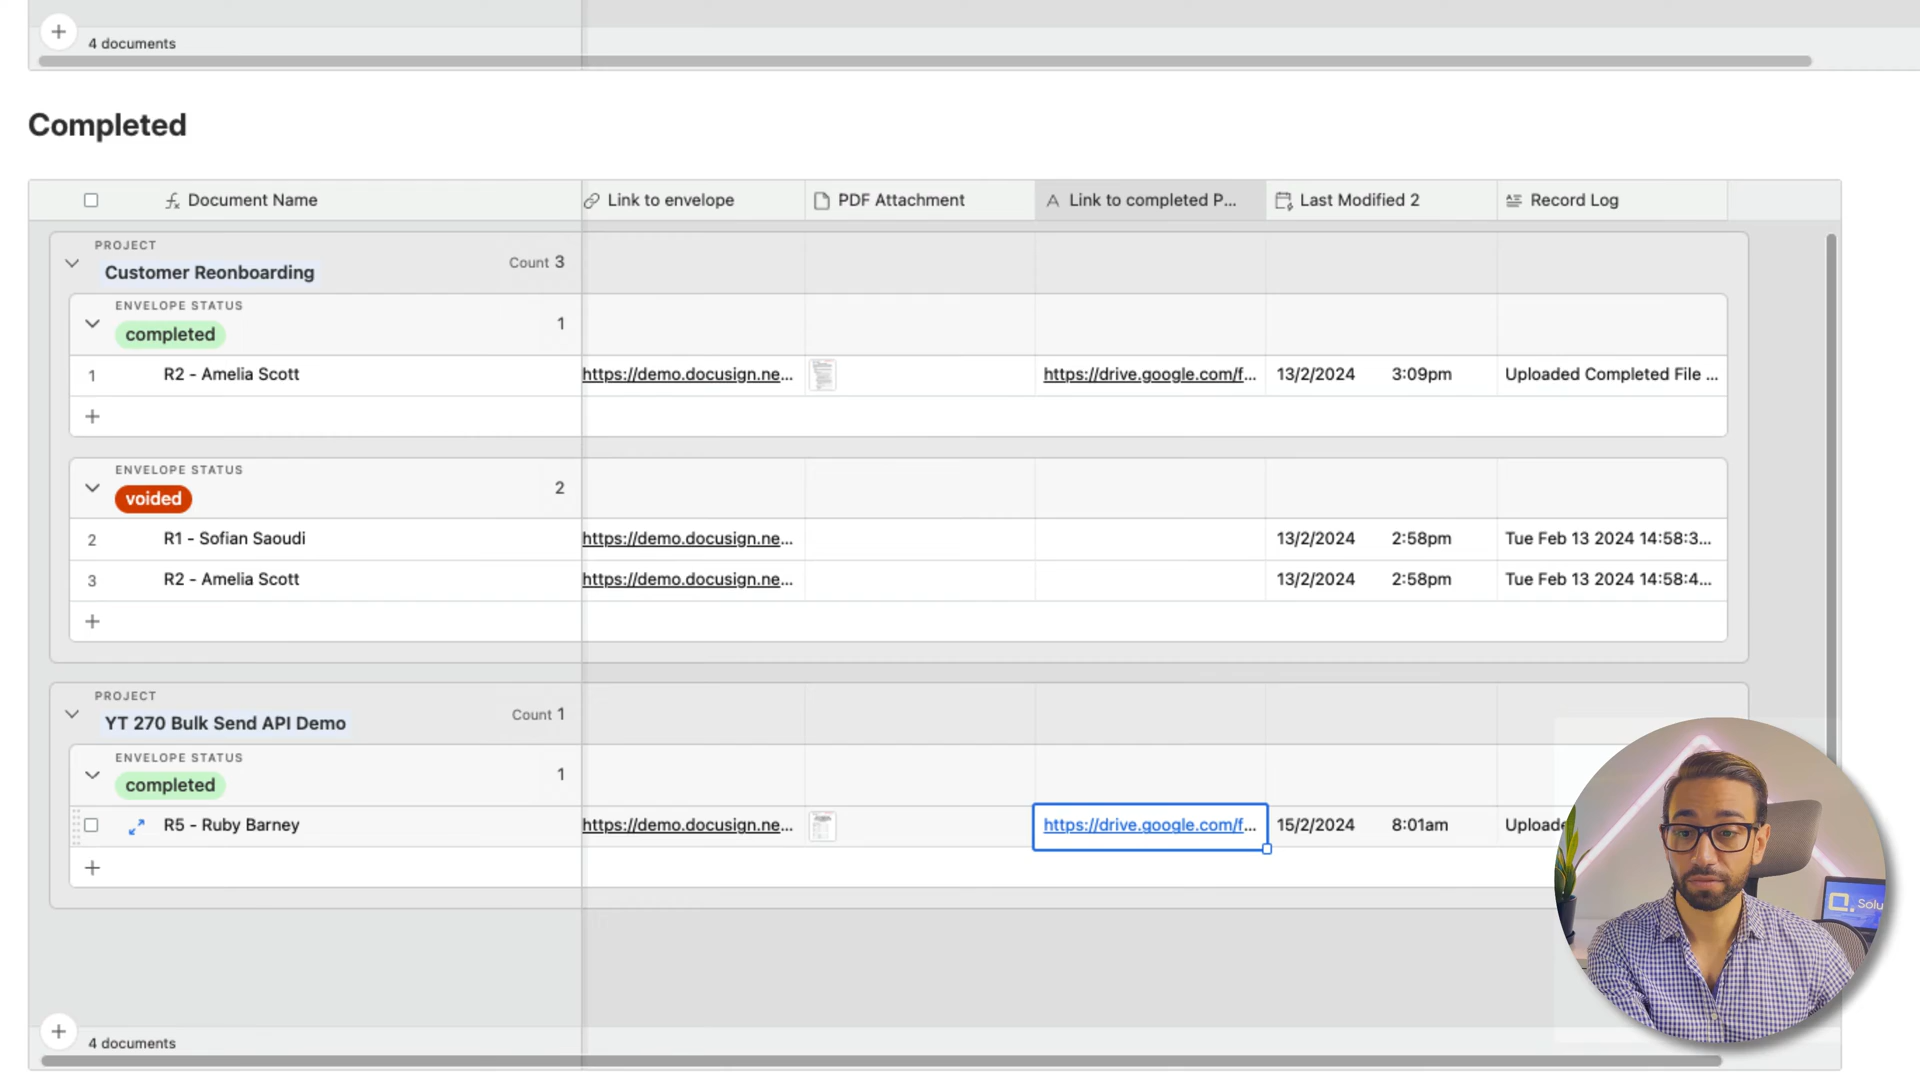 4 documents
Completed
Document Name Link to envelope PDF Attachment Link to completed P... Last Modified 2 Record Log
PROJECT
Customer Reonboarding Count 3
ENVELOPE STATUS
completed 1
1 R2 - Amelia Scott https://demo.docusign.ne... https://drive.google.com/f... 13/2/2024 3:09pm Uploaded Completed File ...
ENVELOPE STATUS
voided 2
2 R1 - Sofian Saoudi https://demo.docusign.ne... 13/2/2024 2:58pm Tue Feb 13 2024 14:58:3...
3 R2 - Amelia Scott https://demo.docusign.ne... 13/2/2024 2:58pm Tue Feb 13 2024 14:58:4...
PROJECT
YT 270 Bulk Send API Demo Count 1
ENVELOPE STATUS
completed 1
R5 - Ruby Barney https://demo.docusign.ne... https://drive.google.com/f... 15/2/2024 8:01am Uploade
Solu
4 documents